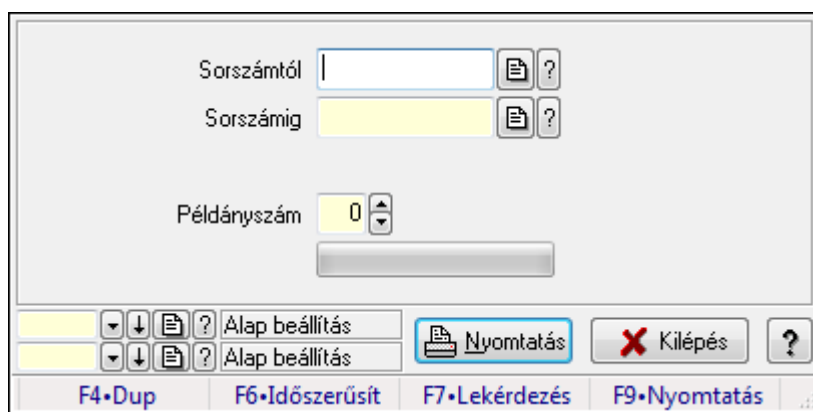 Sorszámtól ?
Sorszámig ?
Példányszám 0
? Alap beállítás
? Alap beállítás
Nyomtatás Kilépés ?
F4•Dup F6•Időszerűsít F7•Lekérdezés F9•Nyomtatás